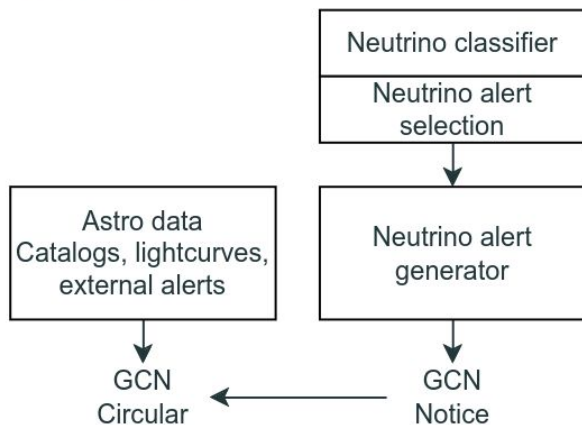 Neutrino classifier
Neutrino alert
selection
Astro data
Catalogs, lightcurves,
external alerts
Neutrino alert
generator
GCN
Circular
GCN
Notice